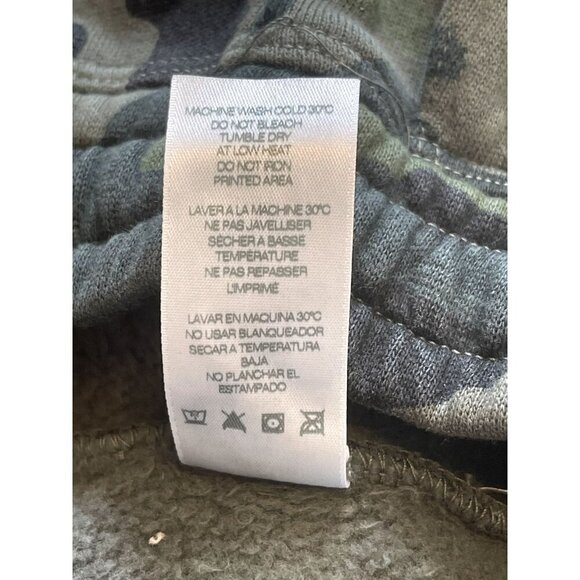 MACHINE WASH COLD 30°C
DO NOT BLEACH
TUMBLE DRY
AT LOW HEAT
DO NOT IRON
PRINTED AREA
LAVER A LA MACHINE 30°C
NE PAS JAVELLISER
SÉCHER A BASSE
TEMPÉRATURE
NE PAS REPASSER
L'IMPRIMÉ
LAVAR EN MAQUINA 30°C
NO USAR BLANQUEADOR
SECAR A TEMPERATURA
BAJA
NO PLANCHAR EL
ESTAMPADO